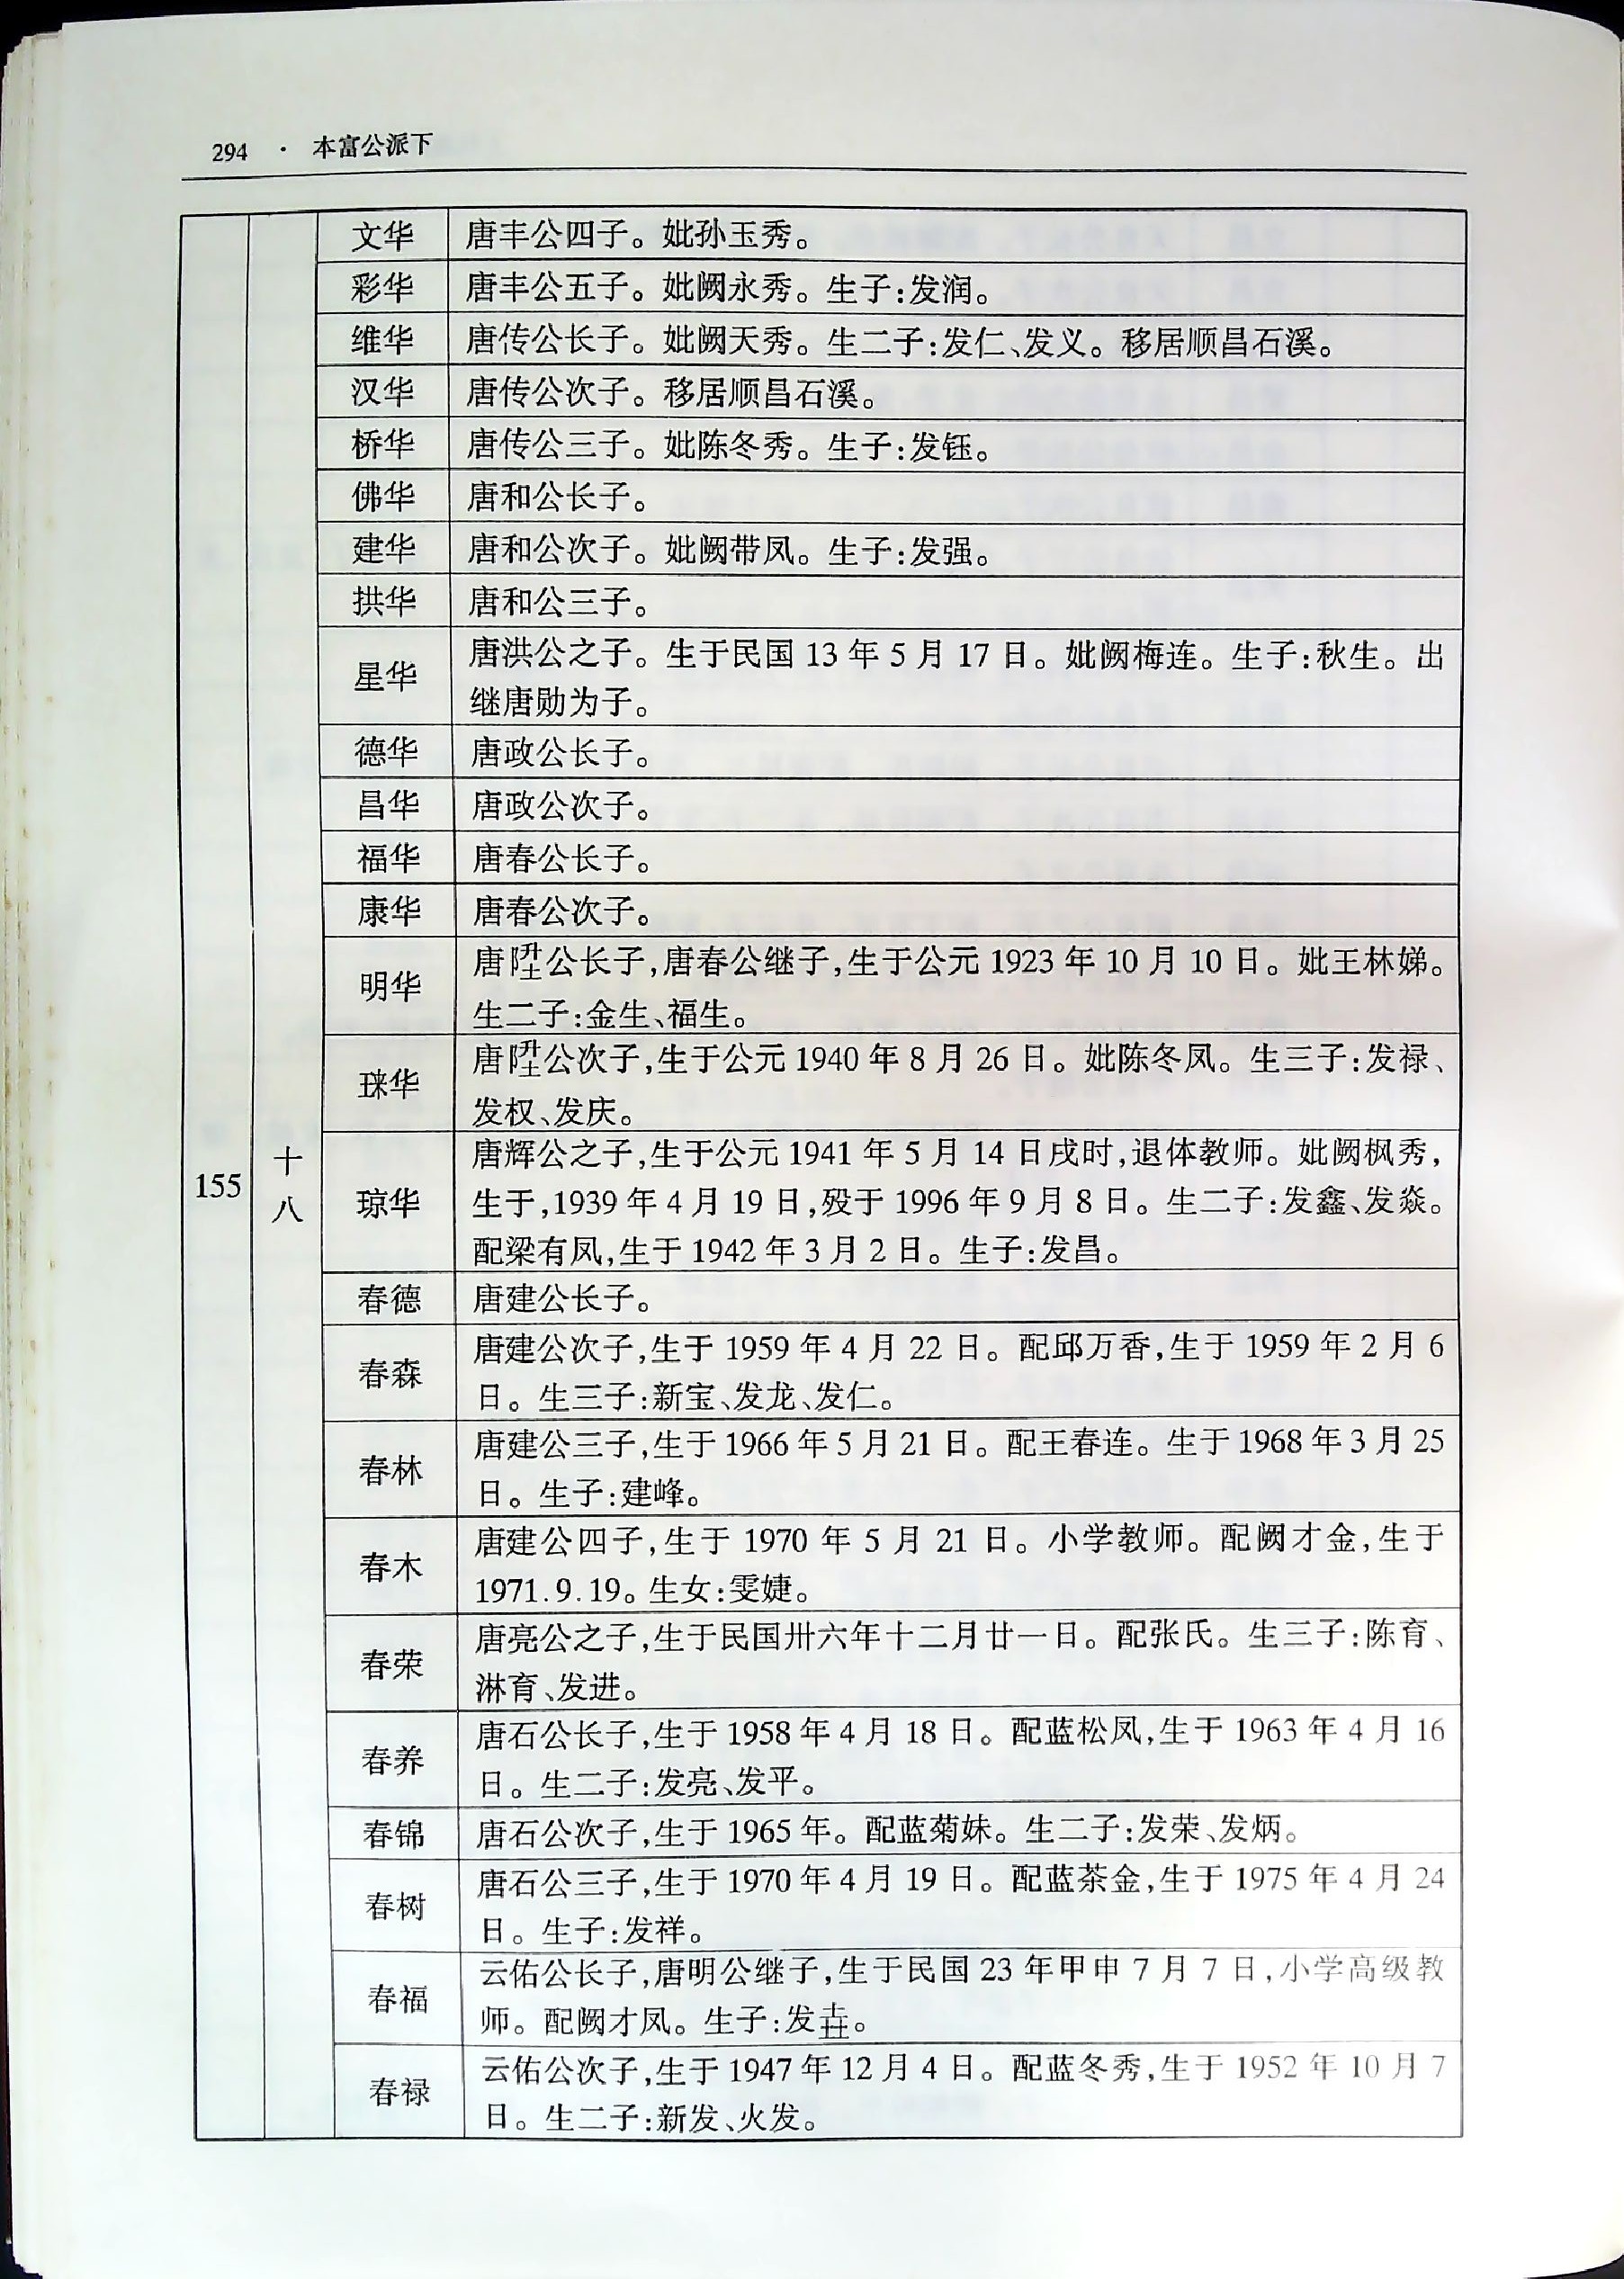 294 · 本富公派下
155
十八
文华 唐丰公四子。妣孙玉秀。
彩华 唐丰公五子。妣阙永秀。生子:发润。
维华 唐传公长子。妣阙天秀。生二子:发仁、发义。移居顺昌石溪。
汉华 唐传公次子。移居顺昌石溪。
桥华 唐传公三子。妣陈冬秀。生子:发钰。
佛华 唐和公长子。
建华 唐和公次子。妣阙带凤。生子:发强。
拱华 唐和公三子。
星华 唐洪公之子。生于民国 13 年 5 月 17 日。妣阙梅连。生子:秋生。出
继唐勋为子。
德华 唐政公长子。
昌华 唐政公次子。
福华 唐春公长子。
康华 唐春公次子。
明华 唐陞公长子,唐春公继子,生于公元 1923 年 10 月 10 日。妣王林娣。
生二子:金生、福生。
珠华 唐陞公次子,生于公元 1940 年 8 月 26 日。妣陈冬凤。生三子:发禄、
发权、发庆。
琼华 唐辉公之子,生于公元 1941 年 5 月 14 日戌时,退体教师。妣阙枫秀,
生于,1939 年 4 月 19 日,殁于 1996 年 9 月 8 日。生二子:发鑫、发焱。
配梁有凤,生于 1942 年 3 月 2 日。生子:发昌。
春德 唐建公长子。
春森 唐建公次子,生于 1959 年 4 月 22 日。配邱万香,生于 1959 年 2 月 6
日。生三子:新宝、发龙、发仁。
春林 唐建公三子,生于 1966 年 5 月 21 日。配王春连。生于 1968 年 3 月 25
日。生子:建峰。
春木 唐建公四子,生于 1970 年 5 月 21 日。小学教师。配阙才金,生于
1971.9.19。生女:雯婕。
春荣 唐亮公之子,生于民国卅六年十二月廿一日。配张氏。生三子:陈育、
淋育、发进。
春养 唐石公长子,生于 1958 年 4 月 18 日。配蓝松凤,生于 1963 年 4 月 16
日。生二子:发亮、发平。
春锦 唐石公次子,生于 1965 年。配蓝菊妹。生二子:发荣、发炳。
春树 唐石公三子,生于 1970 年 4 月 19 日。配蓝茶金,生于 1975 年 4 月 24
日。生子:发祥。
春福 云佑公长子,唐明公继子,生于民国 23 年甲申 7 月 7 日,小学高级教
师。配阙才凤。生子:发。
春禄 云佑公次子,生于 1947 年 12 月 4 日。配蓝冬秀,生于 1952 年 10 月 7
日。生二子:新发、火发。